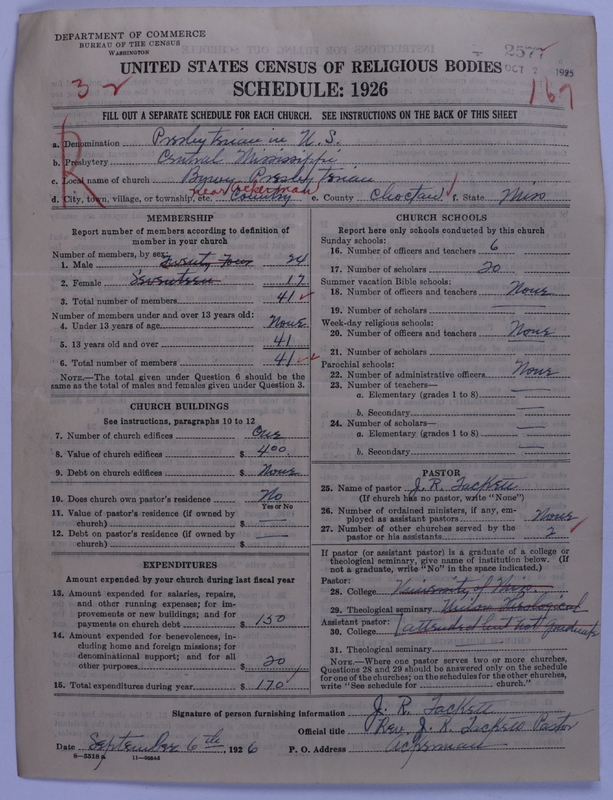 DEPARTMENT OF COMMERCE
BUREAU OF THE CENSUS
WASHINGTON
2577
OCT 2 1926
UNITED STATES CENSUS OF RELIGIOUS BODIES
SCHEDULE: 1926
32
167
R
FILL OUT A SEPARATE SCHEDULE FOR EACH CHURCH. SEE INSTRUCTIONS ON THE BACK OF THIS SHEET
a. Denomination Presbyterian in U.S.
b. Presbytery Central Mississippi
c. Local name of church Presbyterian
near Ackerman
d. City, town, village, or township, etc. Country e. County Choctaw f. State Miss
MEMBERSHIP
Report number of members according to definition of
member in your church
Number of members, by sex:
1. Male Twenty Four 24
2. Female Seventeen 17
3. Total number of members 41
Number of members under and over 13 years old:
4. Under 13 years of age None
5. 13 years old and over 41
6. Total number of members 41
NOTE.—The total given under Question 6 should be the
same as the total of males and females given under Question 3.
CHURCH BUILDINGS
See instructions, paragraphs 10 to 12
7. Number of church edifices One
8. Value of church edifices $ 400.
9. Debt on church edifices $ None
10. Does church own pastor's residence No
Yes or No
11. Value of pastor's residence (if owned by
church) $ —
12. Debt on pastor's residence (if owned by
church) $ —
EXPENDITURES
Amount expended by your church during last fiscal year
13. Amount expended for salaries, repairs,
and other running expenses; for im-
provements or new buildings; and for
payments on church debt $ 150
14. Amount expended for benevolences, in-
cluding home and foreign missions; for
denominational support; and for all
other purposes $ 20
15. Total expenditures during year $ 170
CHURCH SCHOOLS
Report here only schools conducted by this church
Sunday schools:
16. Number of officers and teachers 6
17. Number of scholars 20
Summer vacation Bible schools:
18. Number of officers and teachers None
19. Number of scholars —
Week-day religious schools:
20. Number of officers and teachers None
21. Number of scholars —
Parochial schools:
22. Number of administrative officers None
23. Number of teachers—
a. Elementary (grades 1 to 8) —
b. Secondary —
24. Number of scholars—
a. Elementary (grades 1 to 8) —
b. Secondary —
PASTOR
25. Name of pastor J. R. Tackett
(If church has no pastor, write "None")
26. Number of ordained ministers, if any, em-
ployed as assistant pastors None
27. Number of other churches served by the
pastor or his assistants 2
If pastor (or assistant pastor) is a graduate of a college or
theological seminary, give name of institution below. (If
not a graduate, write "No" in the space indicated.)
Pastor:
28. College University of Miss.
29. Theological seminary Union Theological
Assistant pastor:
30. College (attended but not graduate
31. Theological seminary
NOTE.—Where one pastor serves two or more churches,
Questions 28 and 29 should be answered only on the schedule
for one of the churches; on the schedules for the other churches,
write "See schedule for church."
Signature of person furnishing information J. R. Tackett
Official title Rev. J. R. Tackett Pastor
Date September 6th, 1926 P. O. Address Ackerman